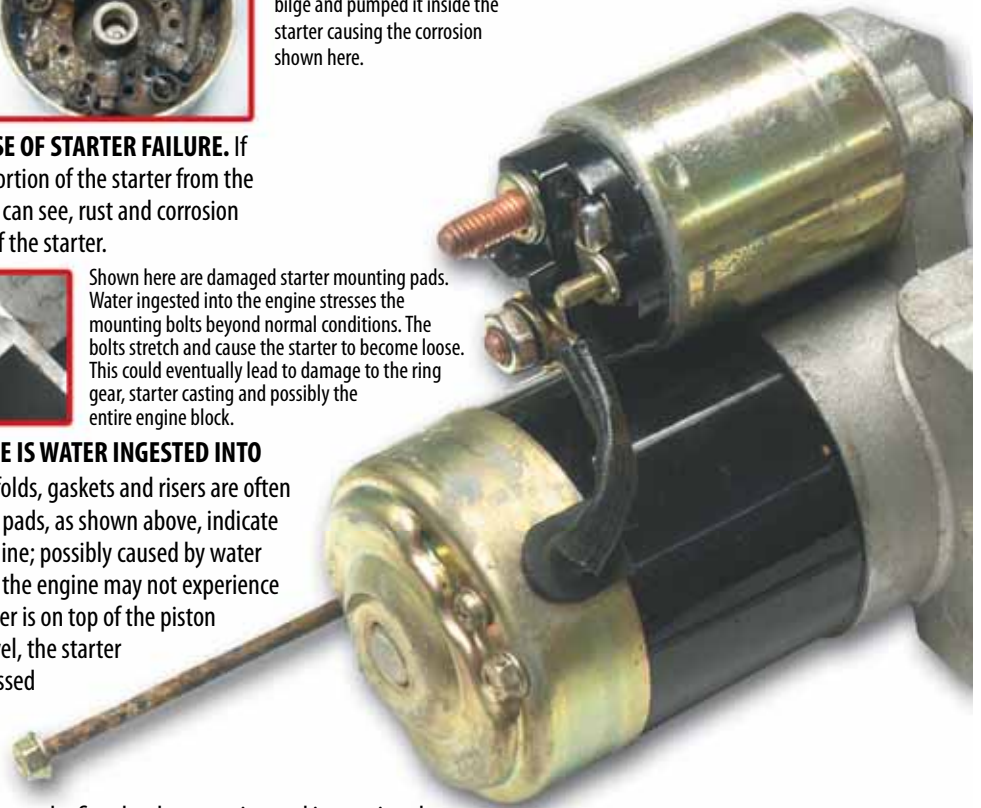 bilge and pumped it inside the
starter causing the corrosion
shown here.
SE OF STARTER FAILURE. If
ortion of the starter from the
can see, rust and corrosion
f the starter.
Shown here are damaged starter mounting pads.
Water ingested into the engine stresses the
mounting bolts beyond normal conditions. The
bolts stretch and cause the starter to become loose.
This could eventually lead to damage to the ring
gear, starter casting and possibly the
entire engine block.
E IS WATER INGESTED INTO
folds, gaskets and risers are often
pads, as shown above, indicate
ine; possibly caused by water
the engine may not experience
er is on top of the piston
vel, the starter
ssed